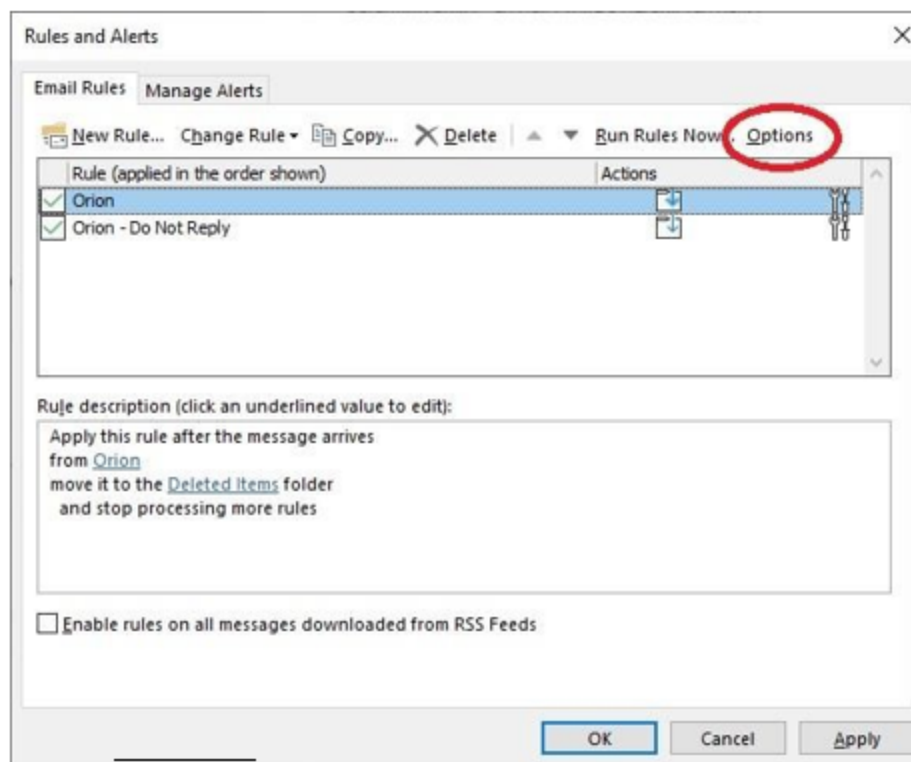 Rules and Alerts
Email Rules Manage Alerts
New Rule... Change Rule Copy... Delete Run Rules Now.. Options
Rule (applied in the order shown) Actions
Orion
Orion - Do Not Reply
Rule description (click an underlined value to edit):
Apply this rule after the message arrives
from Orion
move it to the Deleted Items folder
and stop processing more rules
Enable rules on all messages downloaded from RSS Feeds
OK Cancel Apply